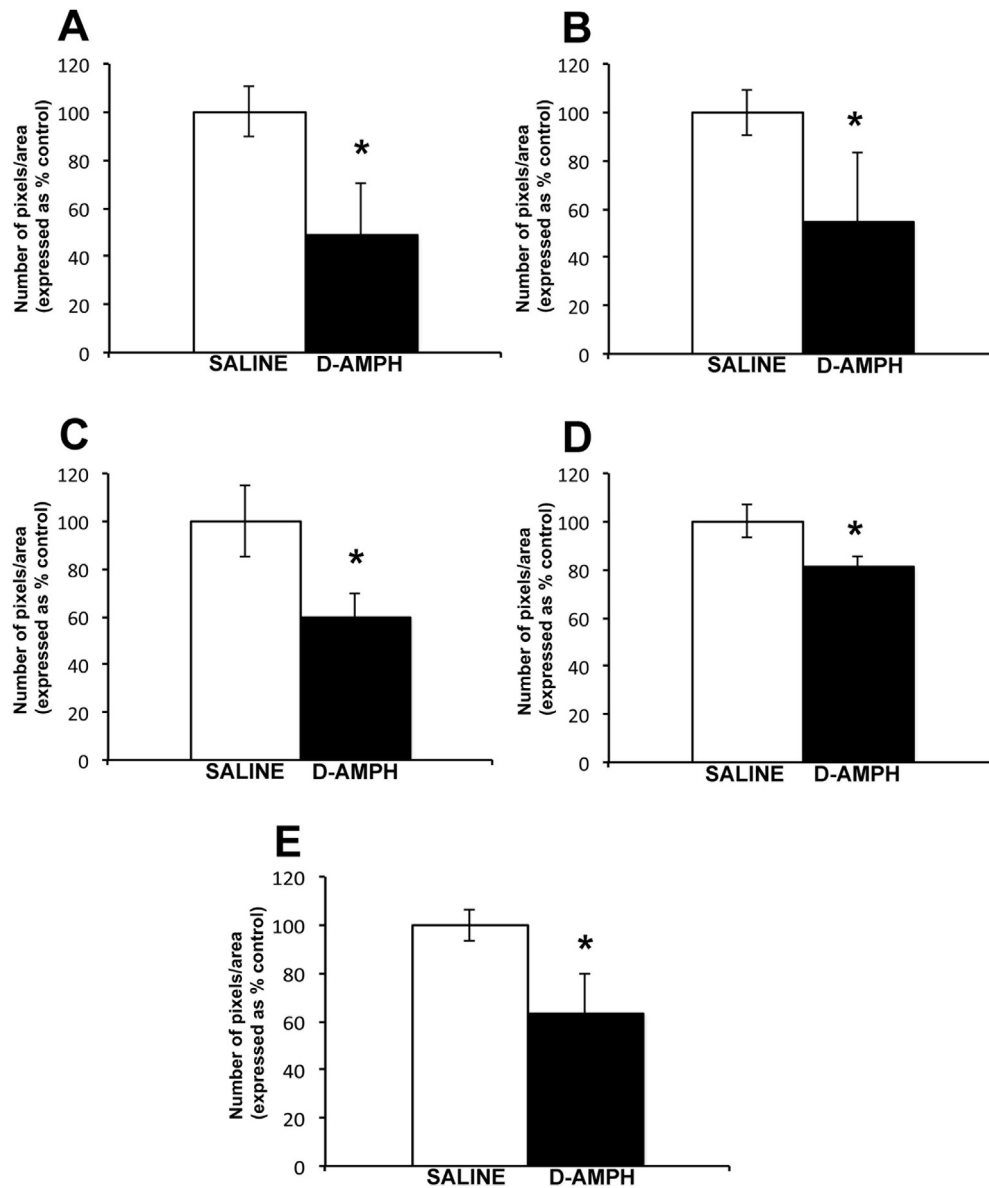 A
Number of pixels/area
(expressed as % control)
120
100
80
60
40
20
0
*
SALINE D-AMPH
B
Number of pixels/area
(expressed as % control)
120
100
80
60
40
20
0
*
SALINE D-AMPH
C
Number of pixels/area
(expressed as % control)
120
100
80
60
40
20
0
*
SALINE D-AMPH
D
Number of pixels/area
(expressed as % control)
120
100
80
60
40
20
0
*
SALINE D-AMPH
E
Number of pixels/area
(expressed as % control)
120
100
80
60
40
20
0
*
SALINE D-AMPH